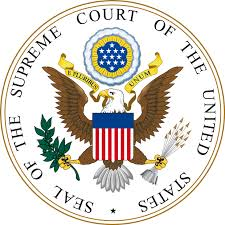 SEAL OF THE SUPREME COURT OF THE UNITED STATES
E PLURIBUS UNUM